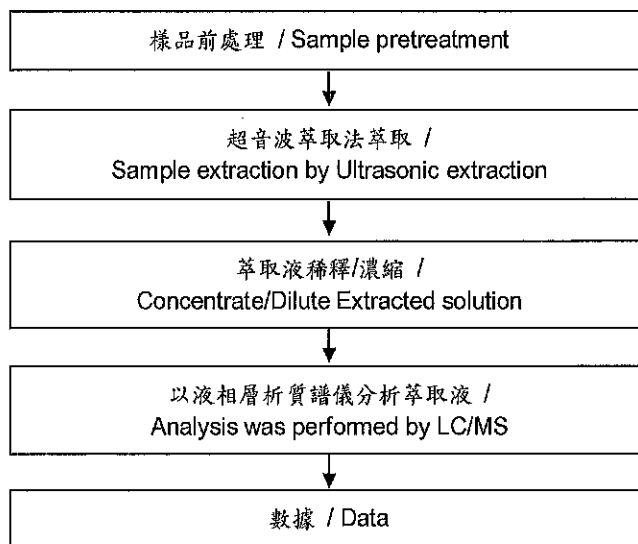 樣品前處理 / Sample pretreatment
超音波萃取法萃取 /
Sample extraction by Ultrasonic extraction
萃取液稀釋/濃縮 /
Concentrate/Dilute Extracted solution
以液相層析質譜儀分析萃取液 /
Analysis was performed by LC/MS
數據 / Data